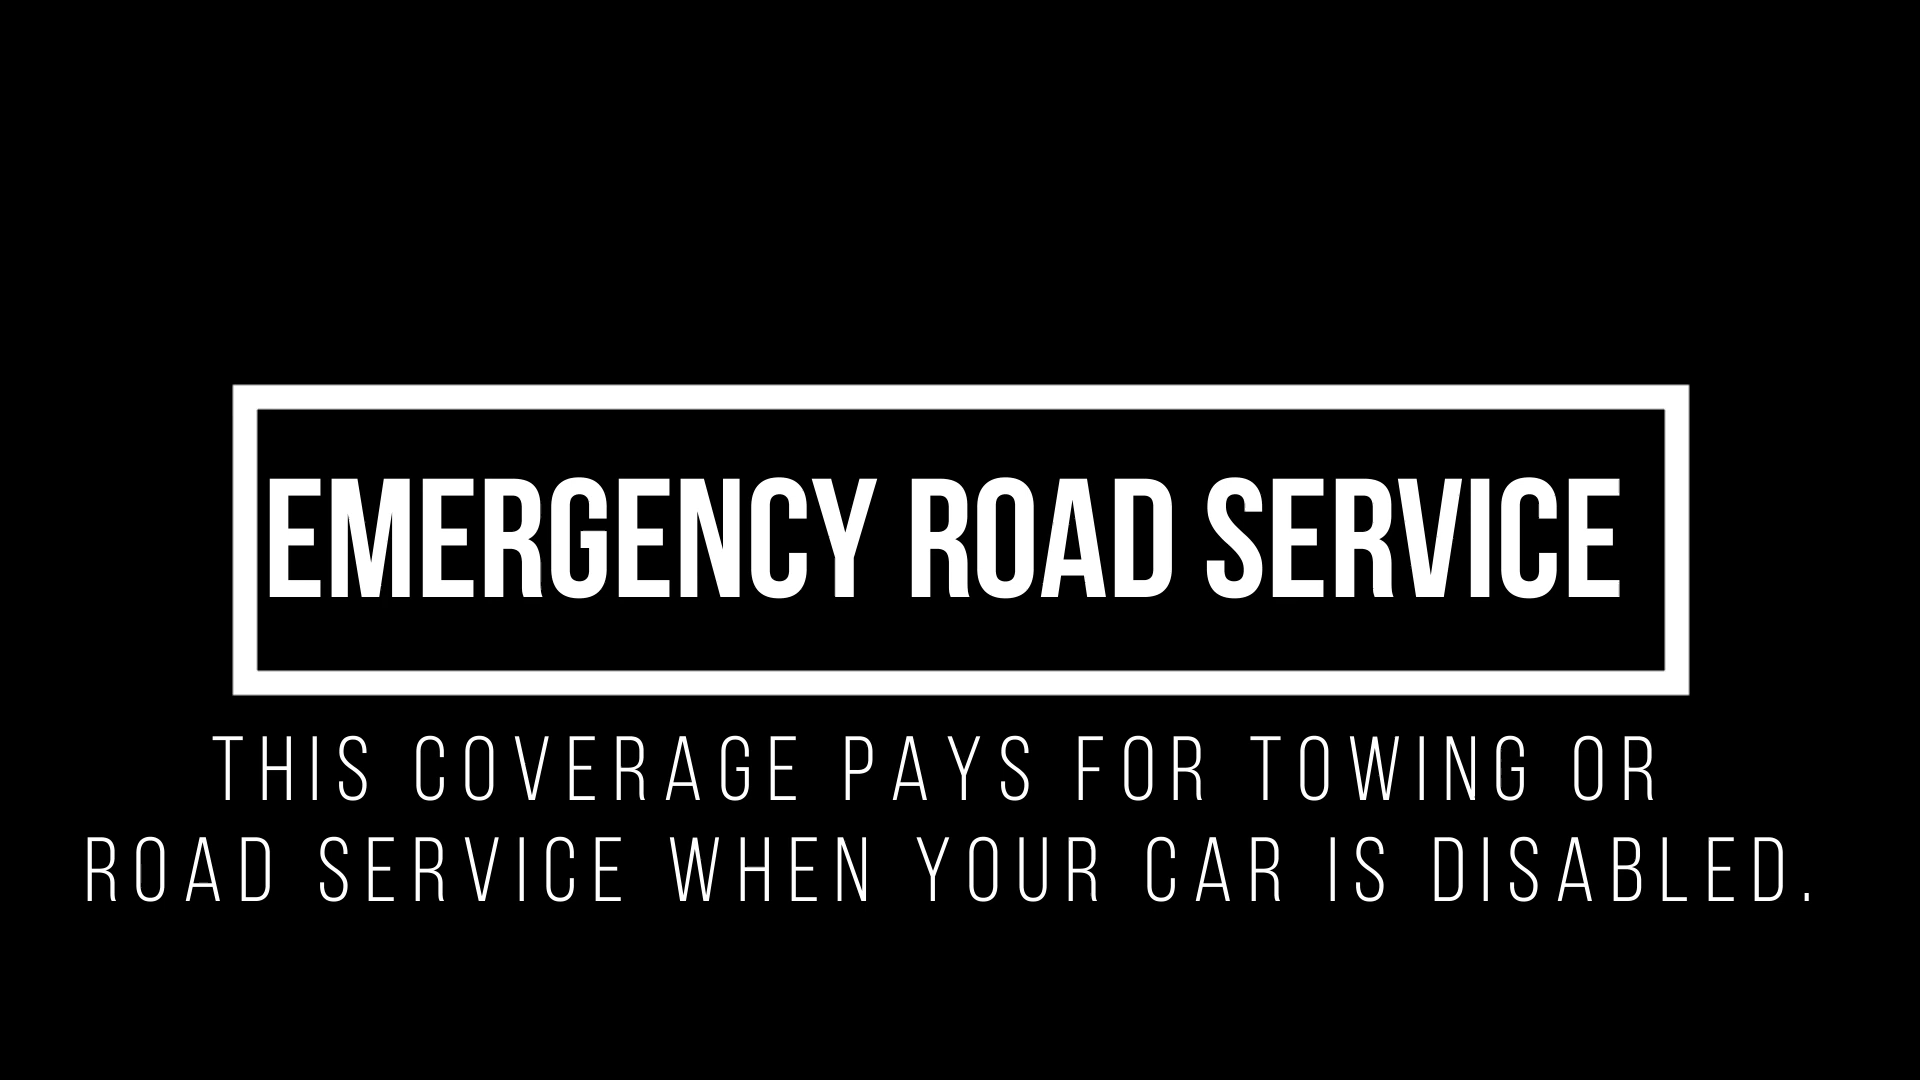 EMERGENCY ROAD SERVICE
THIS COVERAGE PAYS FOR TOWING OR
ROAD SERVICE WHEN YOUR CAR IS DISABLED.